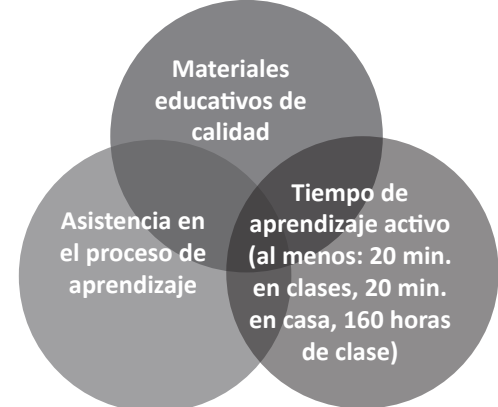 Materiales
educativos de
calidad
Asistencia en
el proceso de
aprendizaje
Tiempo de
aprendizaje activo
(al menos: 20 min.
en clases, 20 min.
en casa, 160 horas
de clase)